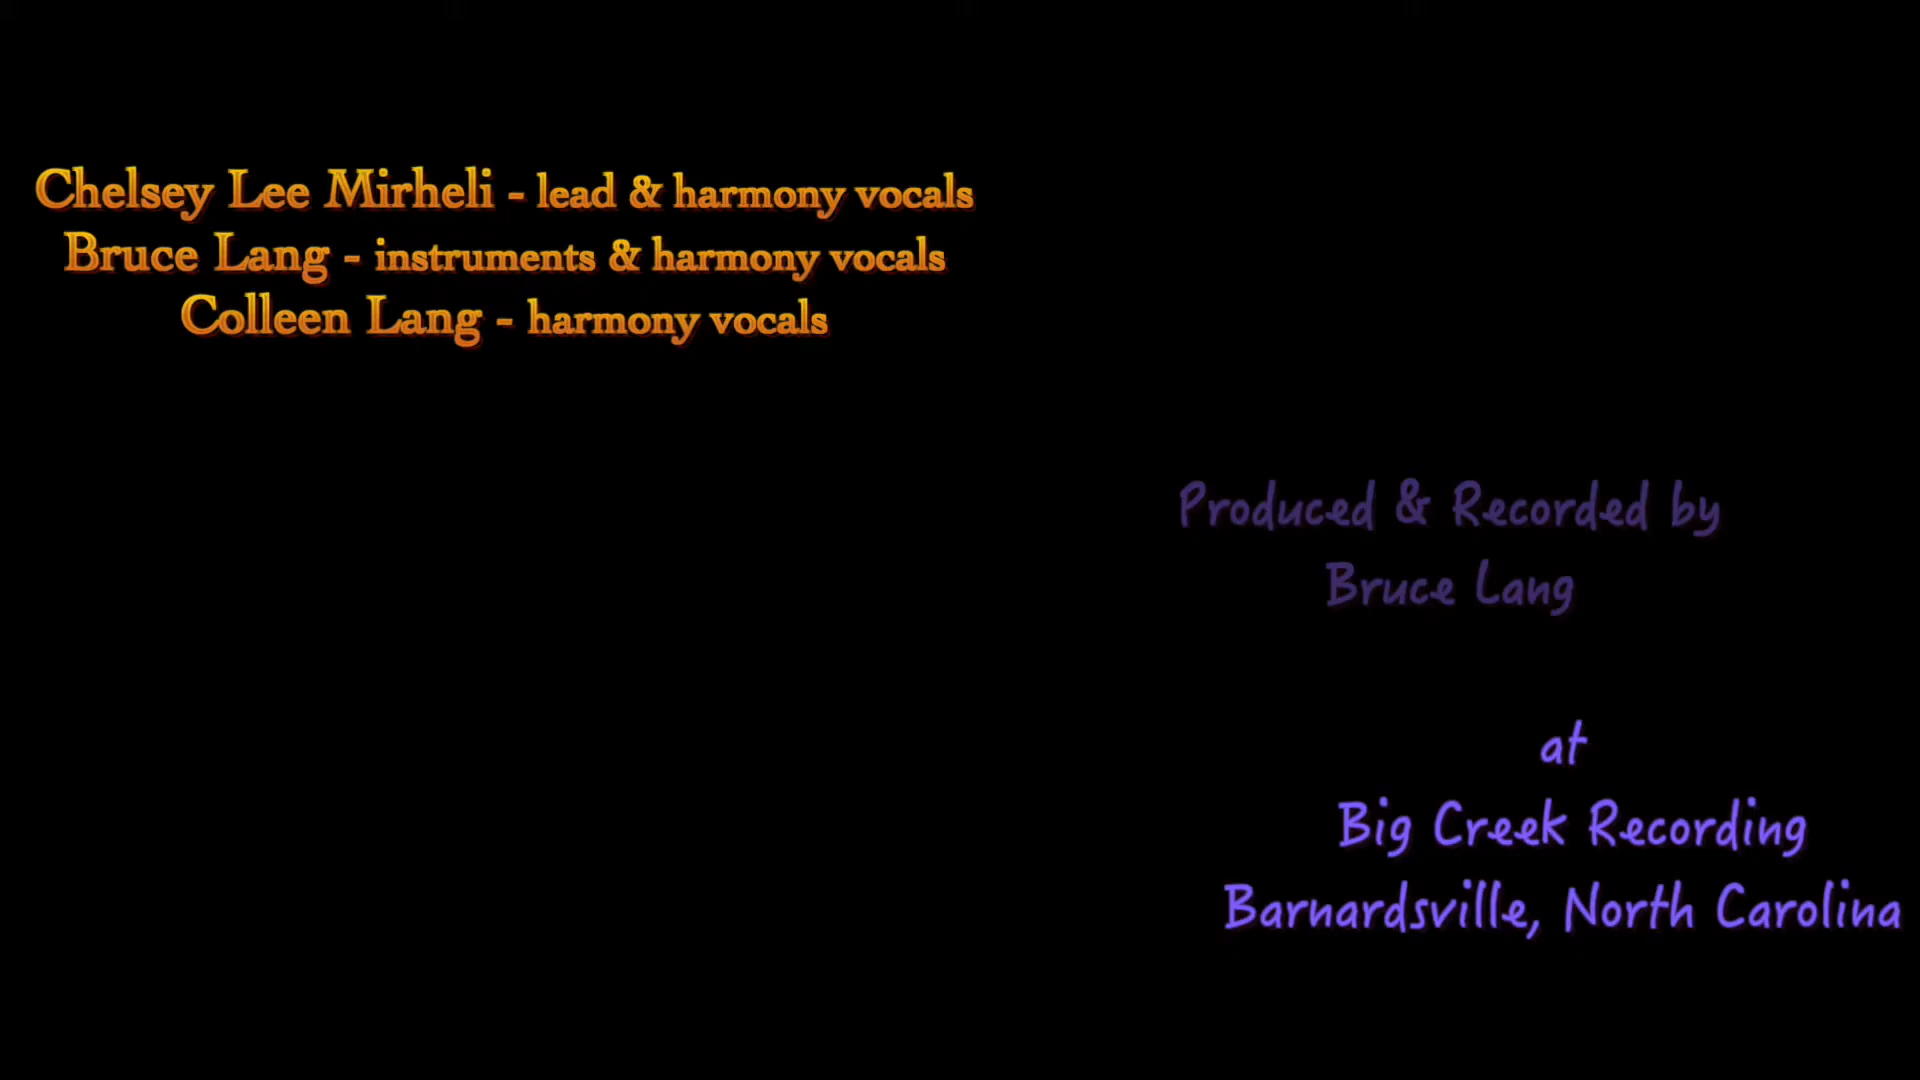 Chelsey Lee Mirheli - lead & harmony vocals
Bruce Lang - instruments & harmony vocals
Colleen Lang - harmony vocals
Produced & Recorded by
Bruce Lang
at
Big Creek Recording
Barnardsville, North Carolina